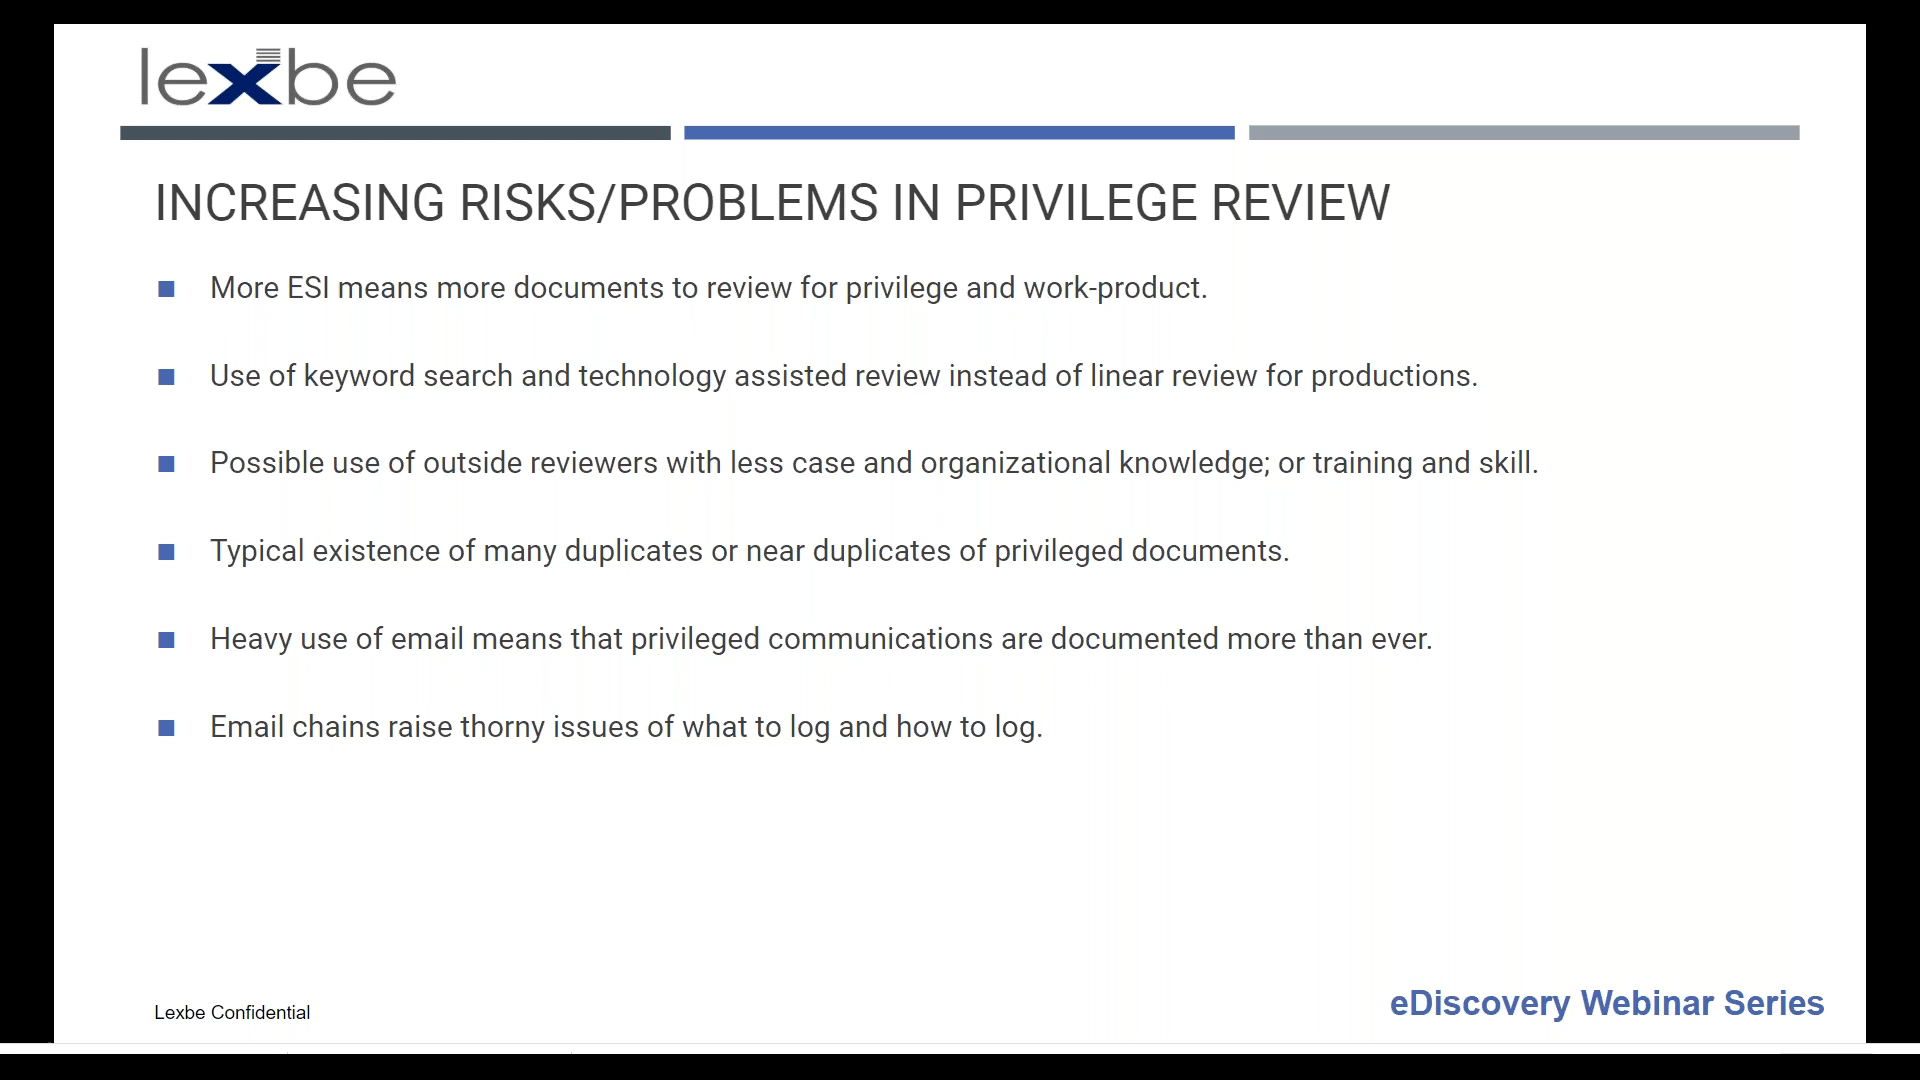 lexbe
INCREASING RISKS/PROBLEMS IN PRIVILEGE REVIEW
More ESI means more documents to review for privilege and work-product.
Use of keyword search and technology assisted review instead of linear review for productions.
Possible use of outside reviewers with less case and organizational knowledge; or training and skill.
Typical existence of many duplicates or near duplicates of privileged documents.
Heavy use of email means that privileged communications are documented more than ever.
Email chains raise thorny issues of what to log and how to log.
Lexbe Confidential
eDiscovery Webinar Series